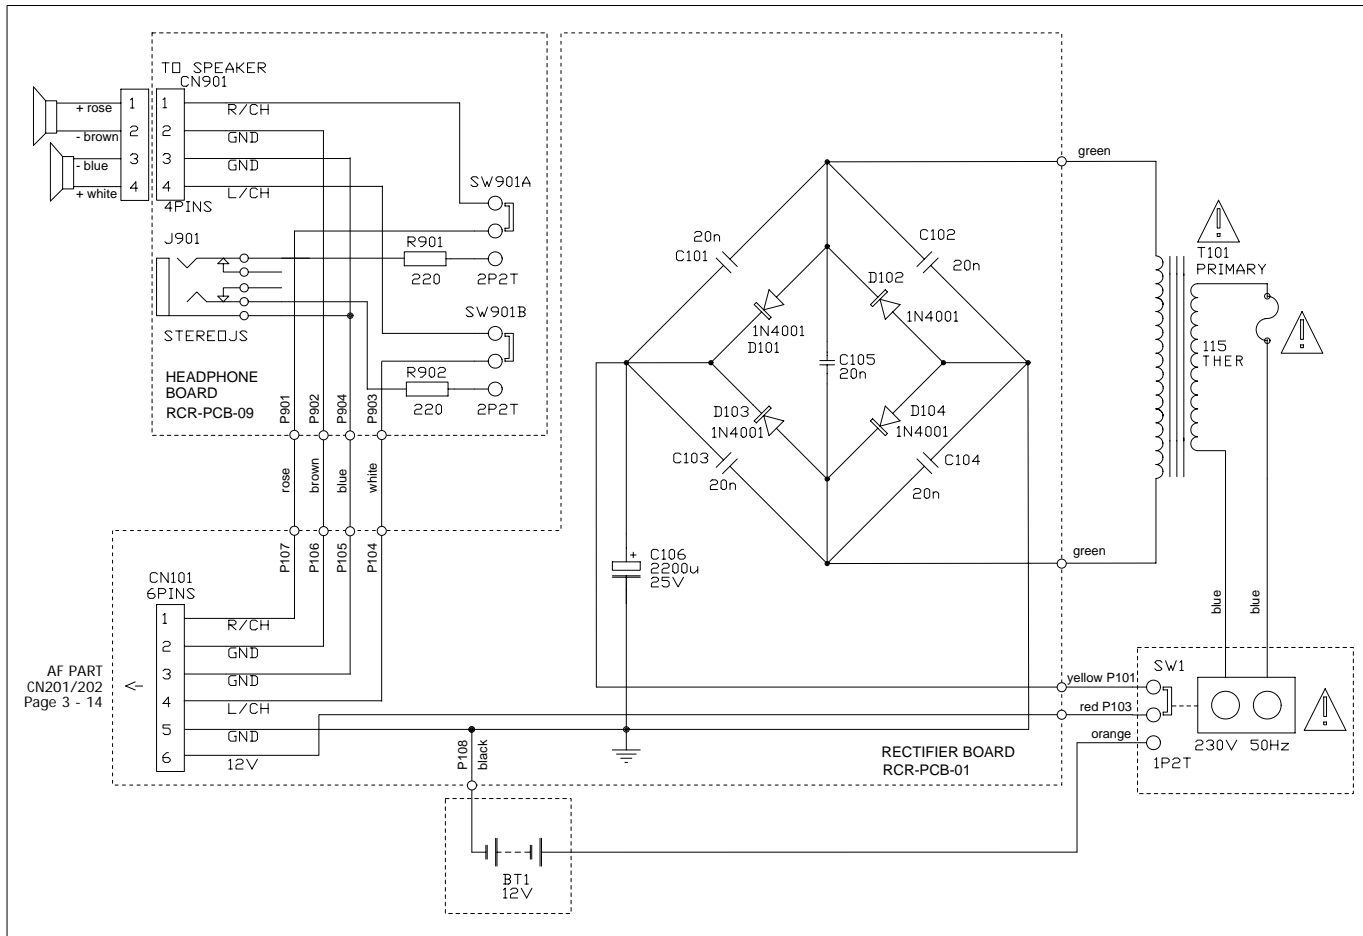 TO SPEAKER
CN901
+ rose
- brown
- blue
+ white
1
2
3
4
1
2
3
4
R/CH
GND
GND
L/CH
4PINS
SW901A
J901
R901
220
2P2T
STEREOJS
SW901B
R902
220
2P2T
HEADPHONE
BOARD
RCR-PCB-09
P901
P902
P904
P903
rose
brown
blue
white
P107
P106
P105
P104
CN101
6PINS
1
2
3
4
5
6
R/CH
GND
GND
L/CH
GND
12V
AF PART
CN201/202
Page 3 - 14
<-
P108
black
BT1
12V
20n
C101
C102
20n
D102
1N4001
1N4001
D101
C105
20n
D103
1N4001
D104
1N4001
C103
20n
C104
20n
+
C106
2200u
25V
green
green
T101
PRIMARY
115
THER
!
!
blue
blue
yellow P101
red P103
orange
SW1
1P2T
230V 50Hz
!
RECTIFIER BOARD
RCR-PCB-01